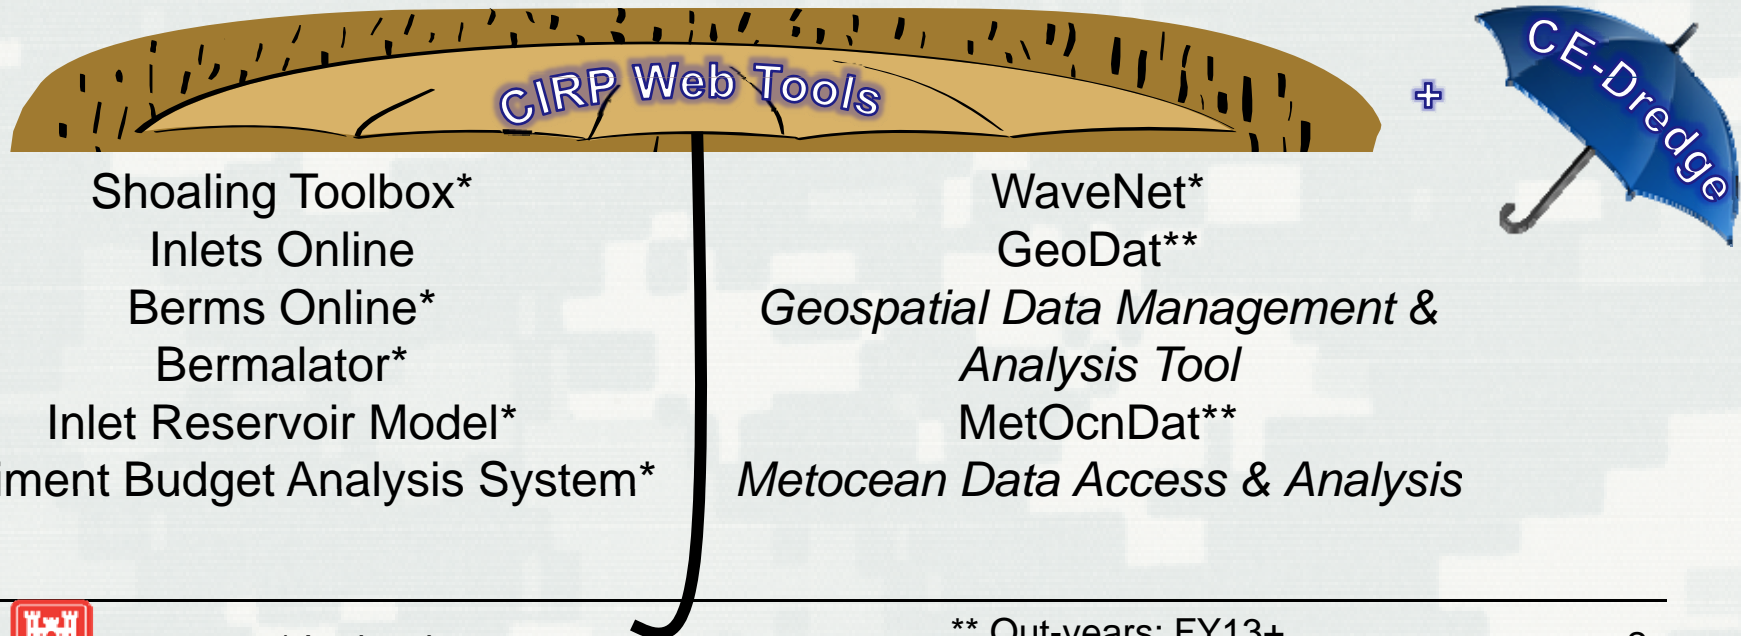 CIRP Web Tools
+
CE-Dredge
Shoaling Toolbox*
Inlets Online
Berms Online*
Bermalator*
Inlet Reservoir Model*
Budget Analysis System*
WaveNet*
GeoDat**
Geospatial Data Management &
Analysis Tool
MetOcnDat**
Metocean Data Access & Analysis
** Out-years: FY13+